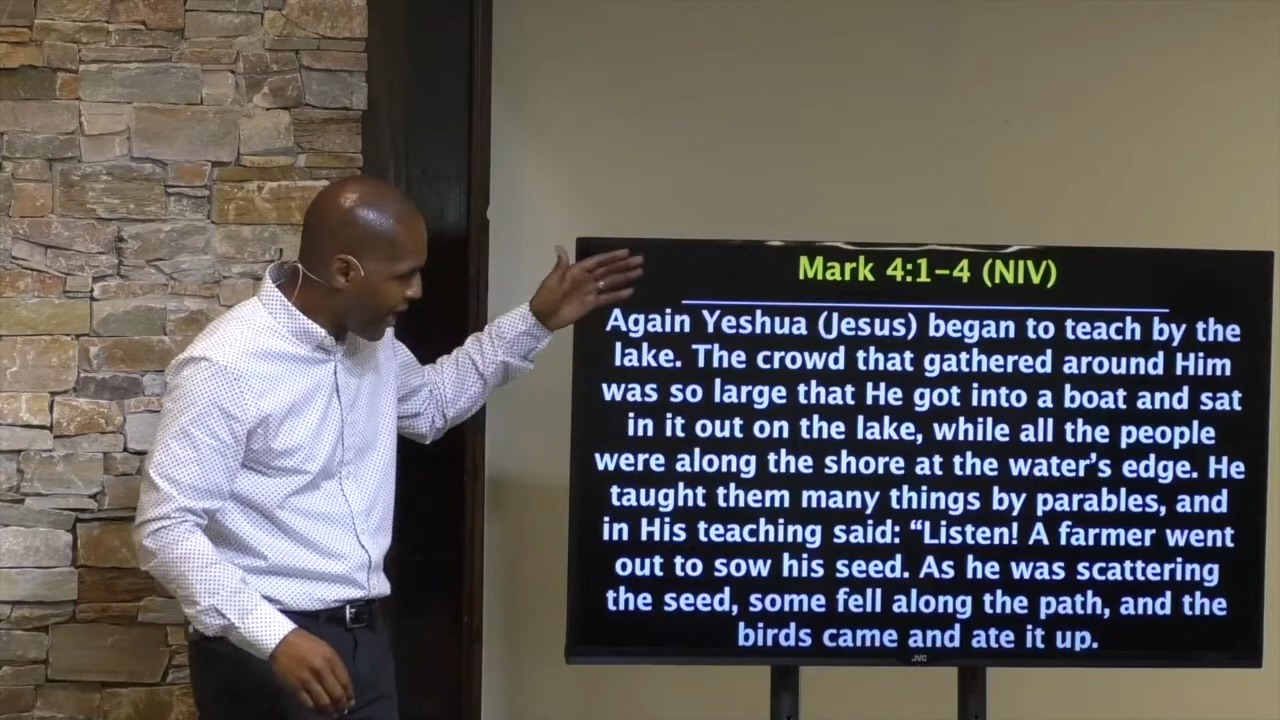 Mark 4:1-4 (NIV)
Again Yeshua (Jesus) began to teach by the
lake. The crowd that gathered around Him
was so large that He got into a boat and sat
in it out on the lake, while all the people
were along the shore at the water’s edge. He
taught them many things by parables, and
in His teaching said: “Listen! A farmer went
out to sow his seed. As he was scattering
the seed, some fell along the path, and the
birds came and ate it up.
JVC